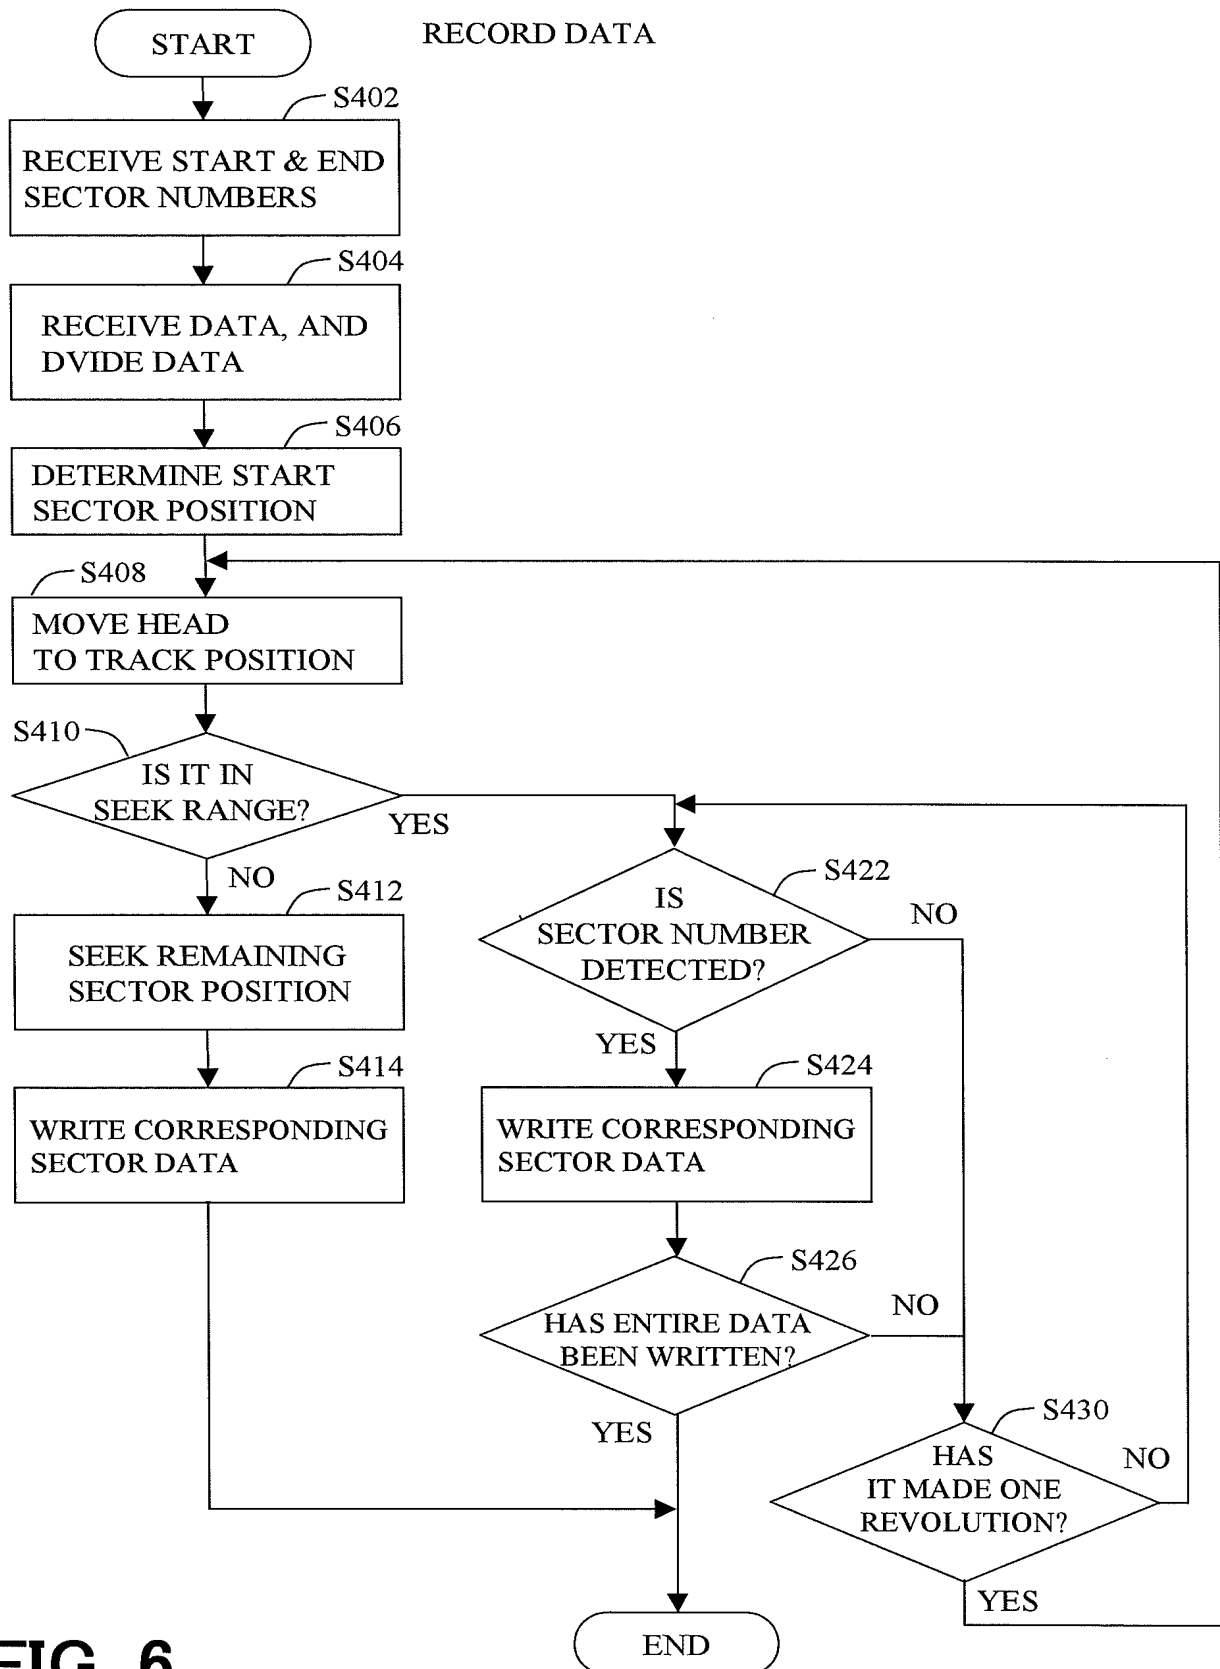 START
RECORD DATA
S402
RECEIVE START & END
SECTOR NUMBERS
S404
RECEIVE DATA, AND
DVIDE DATA
S406
DETERMINE START
SECTOR POSITION
S408
MOVE HEAD
TO TRACK POSITION
S410
IS IT IN
SEEK RANGE?
YES
NO
S412
SEEK REMAINING
SECTOR POSITION
S414
WRITE CORRESPONDING
SECTOR DATA
S422
IS
SECTOR NUMBER
DETECTED?
NO
YES
S424
WRITE CORRESPONDING
SECTOR DATA
S426
HAS ENTIRE DATA
BEEN WRITTEN?
NO
YES
S430
HAS
IT MADE ONE
REVOLUTION?
NO
YES
END
FIG. 6